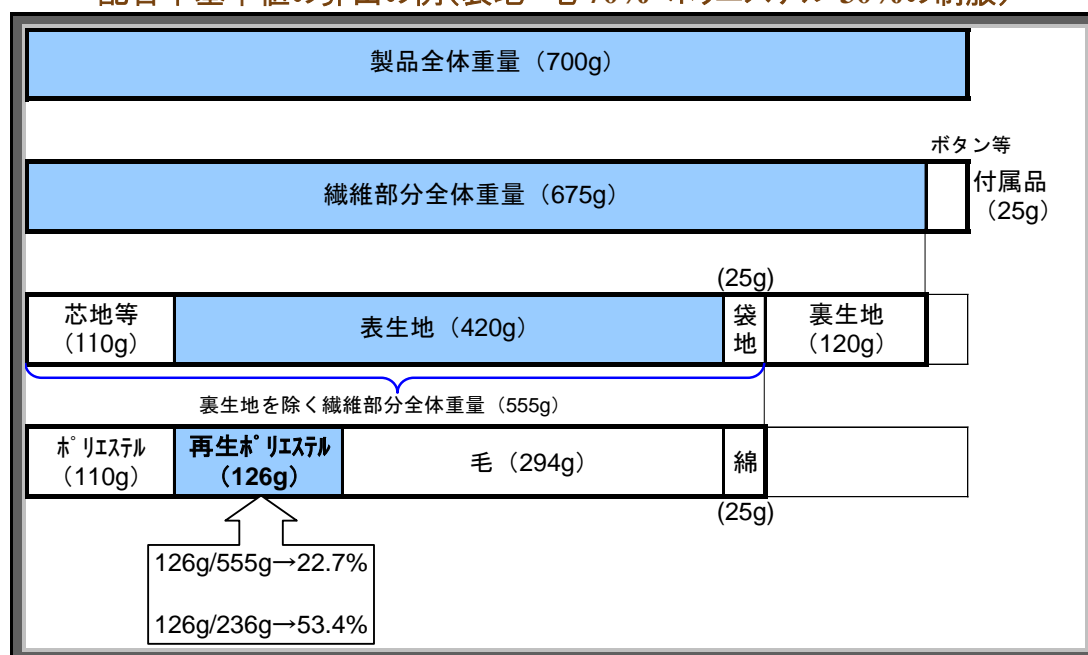 製品全体重量（700g）
ボタン等
繊維部分全体重量（675g）
付属品
（25g）
(25g)
芯地等
（110g）
表生地（420g）
袋
地
裏生地
（120g）
裏生地を除く繊維部分全体重量（555g）
ﾎﾟﾘｴｽﾃﾙ
（110g）
再生ﾎﾟﾘｴｽﾃﾙ
（126g）
毛（294g）
綿
(25g)
126g/555g→22.7%
126g/236g→53.4%